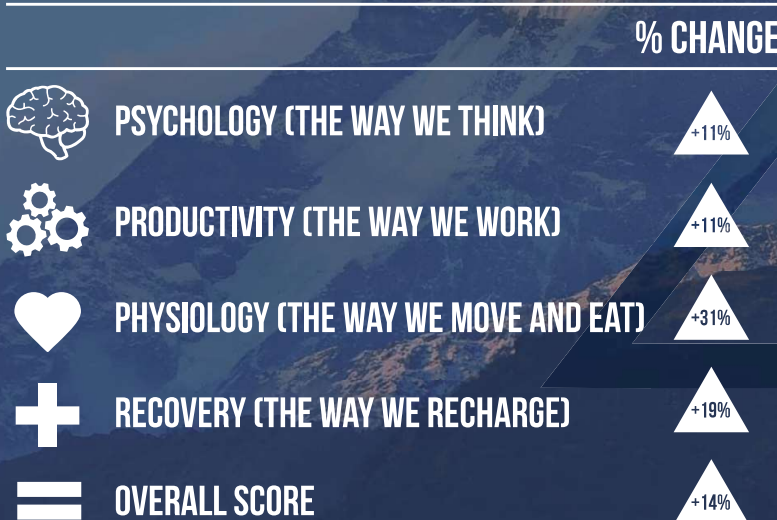 % CHANGE
PSYCHOLOGY (THE WAY WE THINK) +11%
PRODUCTIVITY (THE WAY WE WORK) +11%
PHYSIOLOGY (THE WAY WE MOVE AND EAT) +31%
RECOVERY (THE WAY WE RECHARGE) +19%
OVERALL SCORE +14%